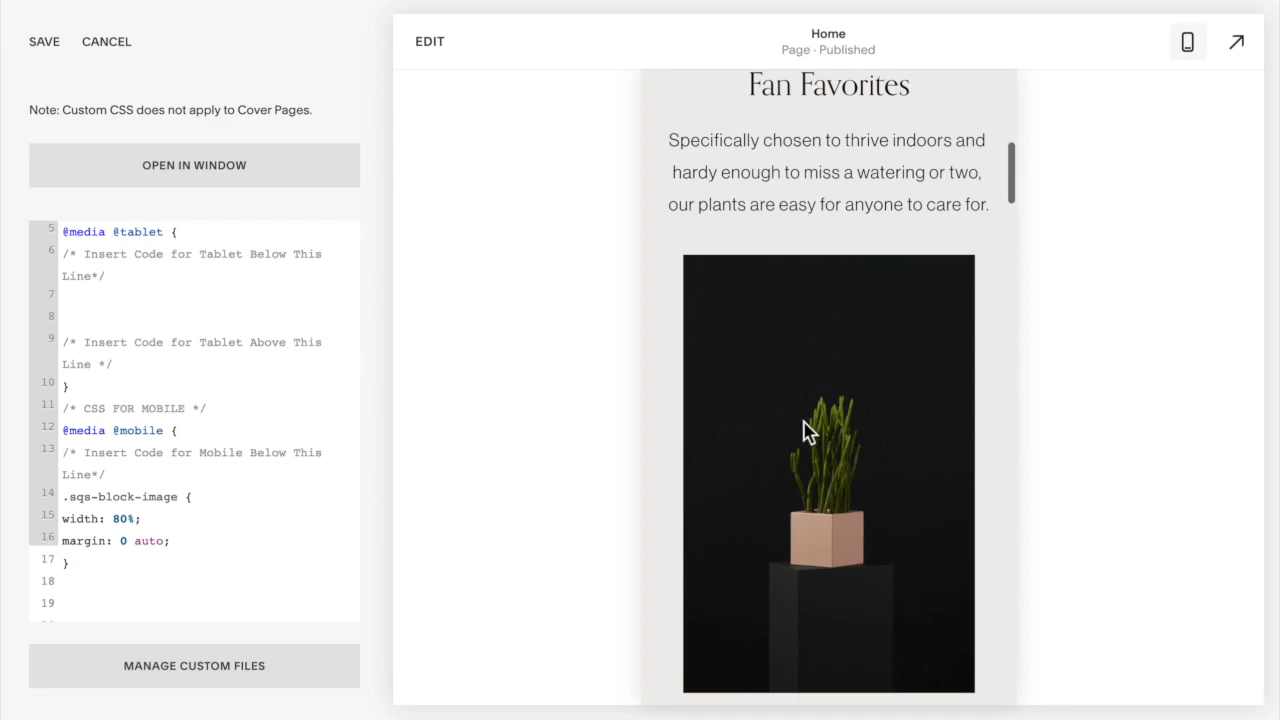 SAVE CANCEL
Note: Custom CSS does not apply to Cover Pages.
OPEN IN WINDOW
5 @media @tablet {
6 /* Insert Code for Tablet Below This
Line*/
7
8
9 /* Insert Code for Tablet Above This
Line */
10 }
11 /* CSS FOR MOBILE */
12 @media @mobile {
13 /* Insert Code for Mobile Below This
Line*/
14 .sqs-block-image {
15 width: 80%;
16 margin: 0 auto;
17 }
18
19
MANAGE CUSTOM FILES
EDIT
Home
Page · Published
Fan Favorites
Specifically chosen to thrive indoors and
hardy enough to miss a watering or two,
our plants are easy for anyone to care for.